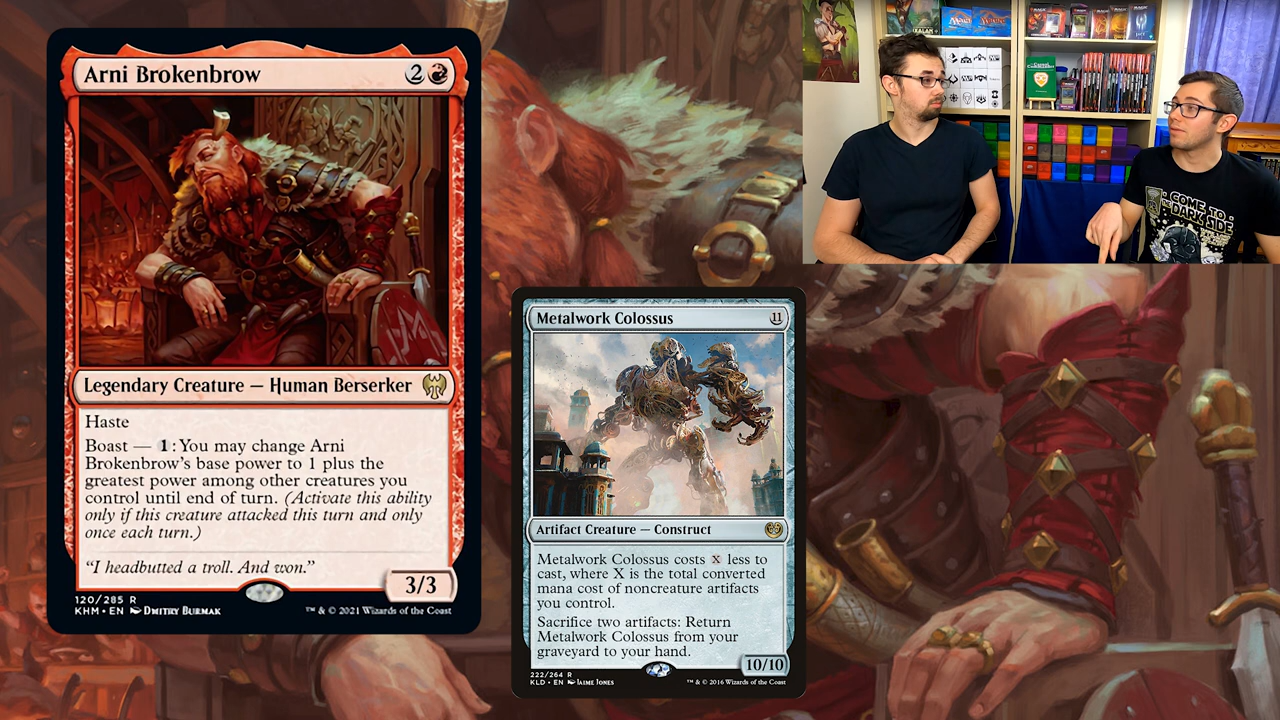 Arni Brokenbrow 2
Legendary Creature — Human Berserker
Haste
Boast — 1: You may change Arni
Brokenbrow's base power to 1 plus the
greatest power among other creatures you
control until end of turn. (Activate this ability
only if this creature attacked this turn and only
once each turn.)
"I headbutted a troll. And won."
3/3
120/285 R
KHM • EN Dmitry Burmak
™ & © 2021 Wizards of the Coast
Metalwork Colossus 11
Artifact Creature — Construct
Metalwork Colossus costs X less to
cast, where X is the total converted
mana cost of noncreature artifacts
you control.
Sacrifice two artifacts: Return
Metalwork Colossus from your
graveyard to your hand.
10/10
222/264 R
KLD • EN Jaime Jones
™ & © 2016 Wizards of the Coast
COME TO
THE DARK SIDE